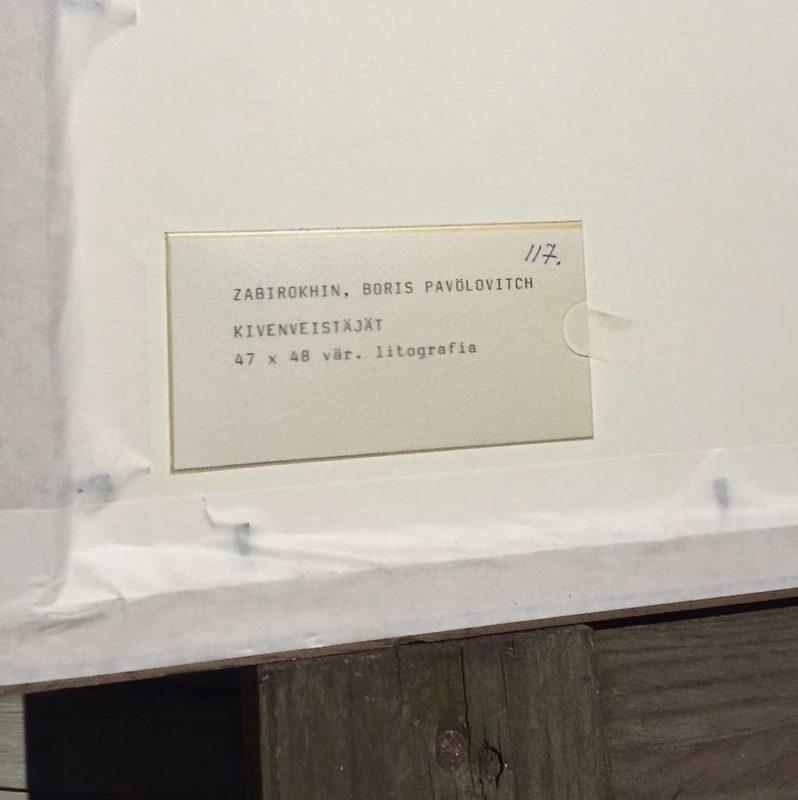 117.
ZABIROKHIN, BORIS PAVÖLOVITCH
KIVENVEISTÄJÄT
47 x 48 vär. litografia